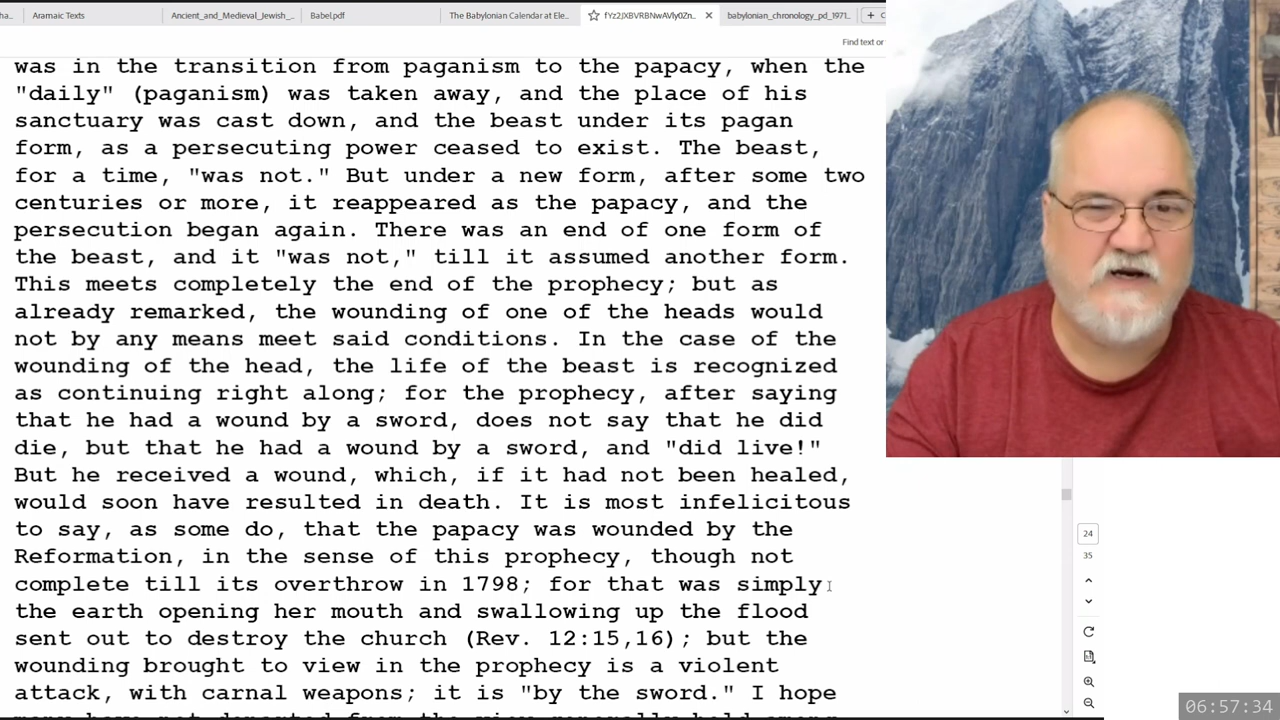 Aramaic Texts
Ancient_and_Medieval_Jewish_...
Babel.pdf
The Babylonian Calendar at Ele...
fYz2JXBVRBNwAVly0Zn...
babylonian_chronology_pd_1971...
Find text or
was in the transition from paganism to the papacy, when the
"daily" (paganism) was taken away, and the place of his
sanctuary was cast down, and the beast under its pagan
form, as a persecuting power ceased to exist. The beast,
for a time, "was not." But under a new form, after some two
centuries or more, it reappeared as the papacy, and the
persecution began again. There was an end of one form of
the beast, and it "was not," till it assumed another form.
This meets completely the end of the prophecy; but as
already remarked, the wounding of one of the heads would
not by any means meet said conditions. In the case of the
wounding of the head, the life of the beast is recognized
as continuing right along; for the prophecy, after saying
that he had a wound by a sword, does not say that he did
die, but that he had a wound by a sword, and "did live!"
But he received a wound, which, if it had not been healed,
would soon have resulted in death. It is most infelicitous
to say, as some do, that the papacy was wounded by the
Reformation, in the sense of this prophecy, though not
complete till its overthrow in 1798; for that was simply
the earth opening her mouth and swallowing up the flood
sent out to destroy the church (Rev. 12:15,16); but the
wounding brought to view in the prophecy is a violent
attack, with carnal weapons; it is "by the sword." I hope
24
35
06:57:34